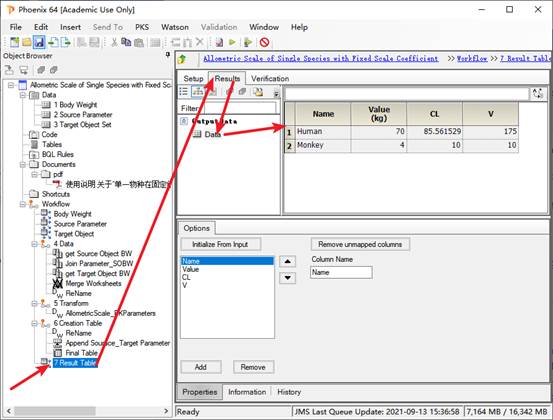 Phoenix 64 [Academic Use Only]
File Edit Insert Send To PKS Watson Validation Window Help
Object Browser
Allometric Scale of Single Species with Fixed Sc
Data
1 Body Weight
2 Source Parameter
3 Target Object Set
Code
Tables
BQL Rules
Documents
pdf
使用说明 关于"单一物种在固定
Shortcuts
Workflow
Body Weight
Source Parameter
Target Object
4 Data
get Source Object BW
Join Parameter_SOBW
get Target Object BW
Merge Worksheets
ReName
5 Transform
AllometricScale_PKParameters
6 Creation Table
ReName
Append Source_Target Parameter
Final Table
7 Result Table
Allometric Scale of Single Species with Fixed Scale Coefficient >> Workflow >> 7 Result Table
Setup Results Verification
Filter
Output Data
Data
Name Value (kg) CL V
1 Human 70 85.561529 175
2 Monkey 4 10 10
Options
Initialize From Input Remove unmapped columns
Name
Value
CL
V
Column Name
Name
Add Remove
Properties Information History
JMS Last Queue Update: 2021-09-13 15:36:58 7,164 MB / 16,342 MB